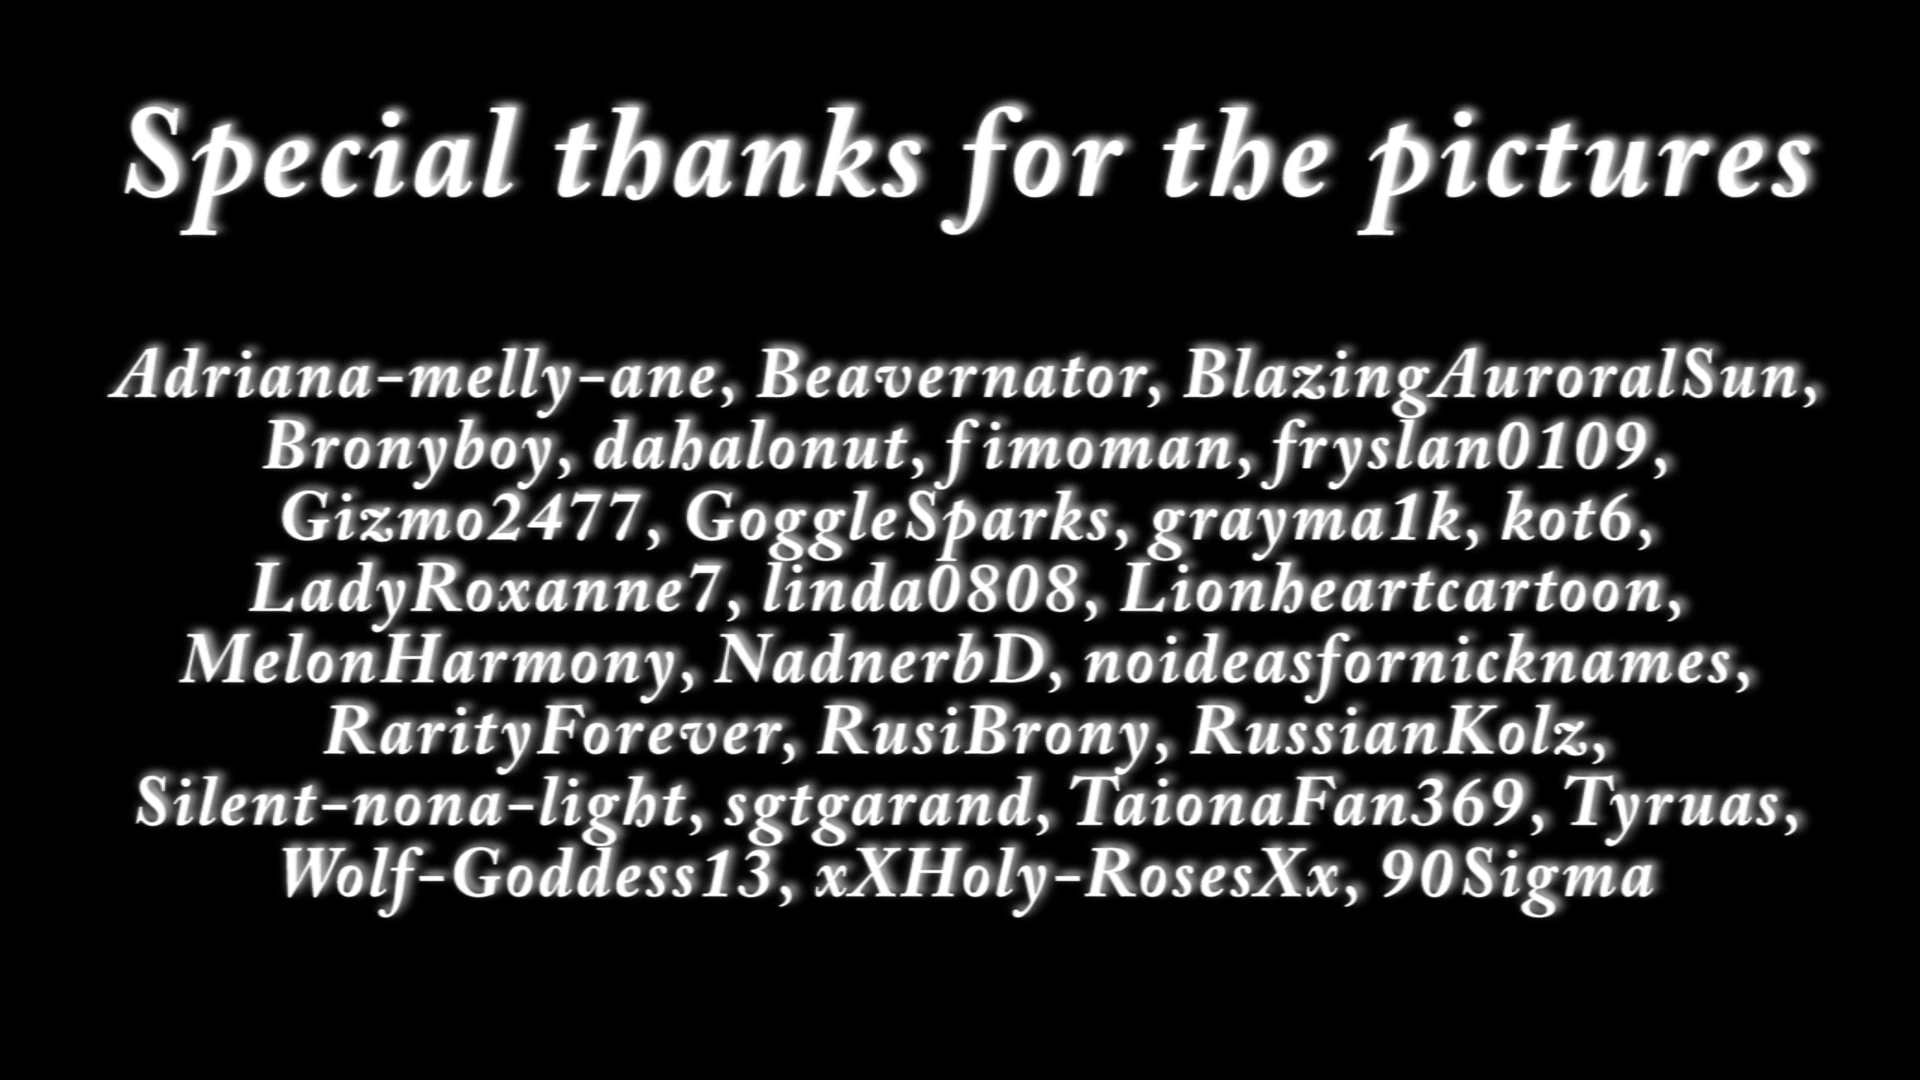 Special thanks for the pictures
Adriana-melly-ane, Beavernator, BlazingAuroralSun,
Bronyboy, dahalonut, fimoman, fryslan0109,
Gizmo2477, GoggleSparks, grayma1k, kot6,
LadyRoxanne7, linda0808, Lionheartcartoon,
MelonHarmony, NadnerbD, noideasfornicknames,
RarityForever, RusiBrony, RussianKolz,
Silent-nona-light, sgtgarand, TaionaFan369, Tyruas,
Wolf-Goddess13, xXHoly-RosesXx, 90Sigma